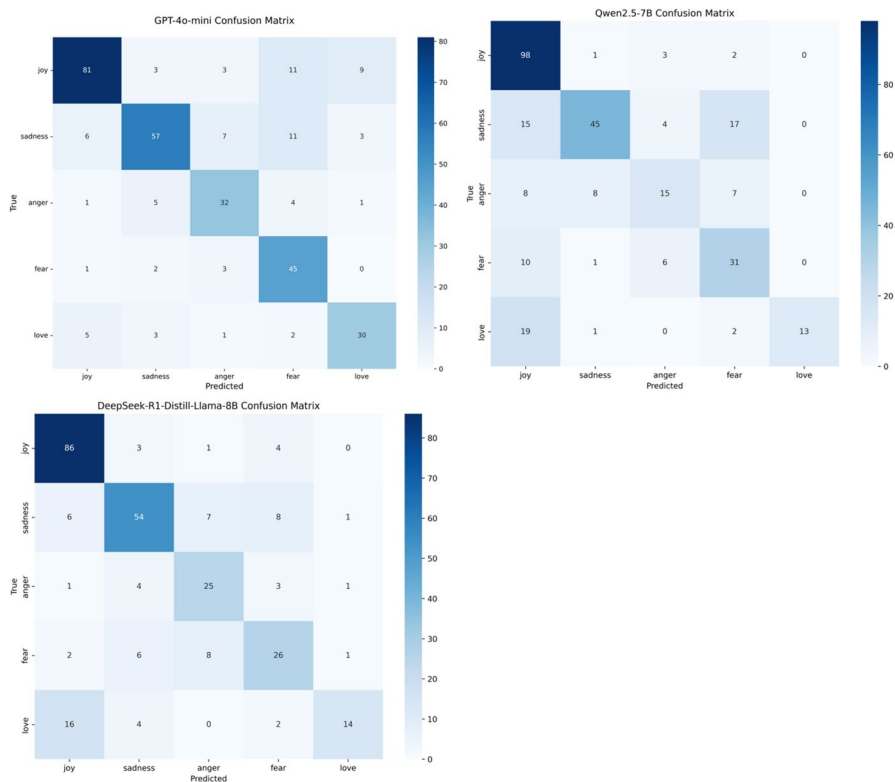 GPT-4o-mini Confusion Matrix
joy 81 3 3 11 9
sadness 6 57 7 11 3
anger 1 5 32 4 1
fear 1 2 3 45 0
love 5 3 1 2 30
True
joy sadness anger fear love
Predicted
80
70
60
50
40
30
20
10
0
Qwen2.5-7B Confusion Matrix
joy 98 1 3 2 0
sadness 15 45 4 17 0
anger 8 8 15 7 0
fear 10 1 6 31 0
love 19 1 0 2 13
True
joy sadness anger fear love
Predicted
80
60
40
20
0
DeepSeek-R1-Distill-Llama-8B Confusion Matrix
joy 86 3 1 4 0
sadness 6 54 7 8 1
anger 1 4 25 3 1
fear 2 6 8 26 1
love 16 4 0 2 14
True
joy sadness anger fear love
Predicted
80
70
60
50
40
30
20
10
0